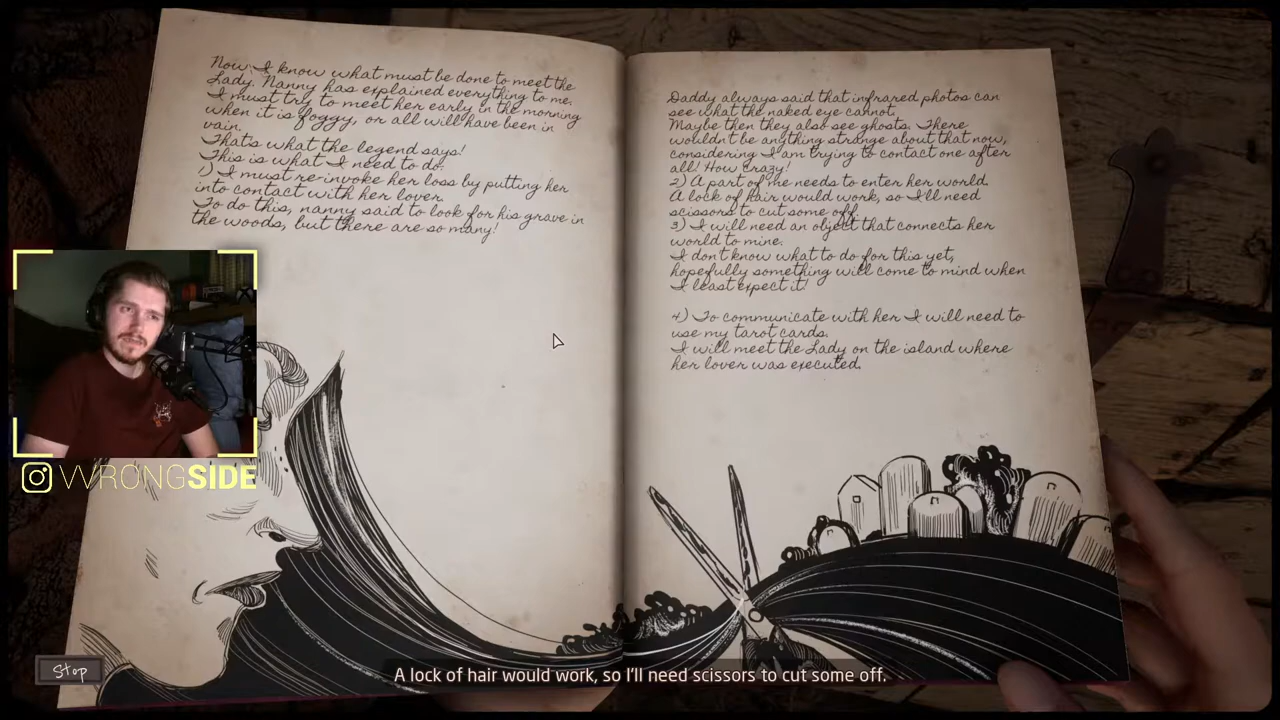 Now I know what must be done to meet the
Lady. Nanny has explained everything to me.
I must try to meet her early in the morning
when it is foggy, or all will have been in
vain.
That's what the legend says!
This is what I need to do:
1) I must re-invoke her loss by putting her
into contact with her lover.
To do this, nanny said to look for his grave in
the woods, but there are so many!
Daddy always said that infrared photos can
see what the naked eye cannot.
Maybe then they also see ghosts. There
wouldn't be anything strange about that now,
considering I am trying to contact one after
all! How crazy!
2) A part of me needs to enter her world.
A lock of hair would work, so I'll need
scissors to cut some off.
3) I will need an object that connects her
world to mine.
I don't know what to do for this yet,
hopefully something will come to mind when
I least expect it!
4) To communicate with her I will need to
use my tarot cards.
I will meet the Lady on the island where
her lover was executed.
WRONGSIDE
Stop
A lock of hair would work, so I'll need scissors to cut some off.